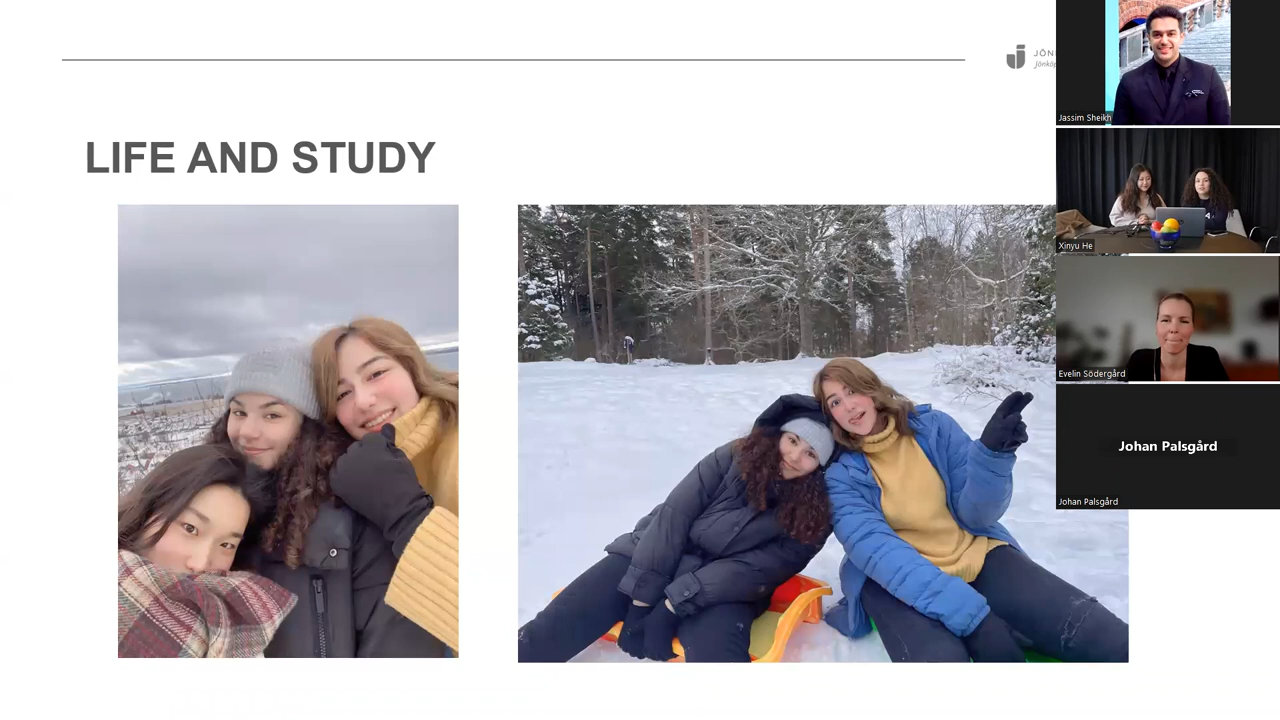 LIFE AND STUDY
Jassim Sheikh
Xinyu He
Evelin Södergård
Johan Palsgård
Johan Palsgård